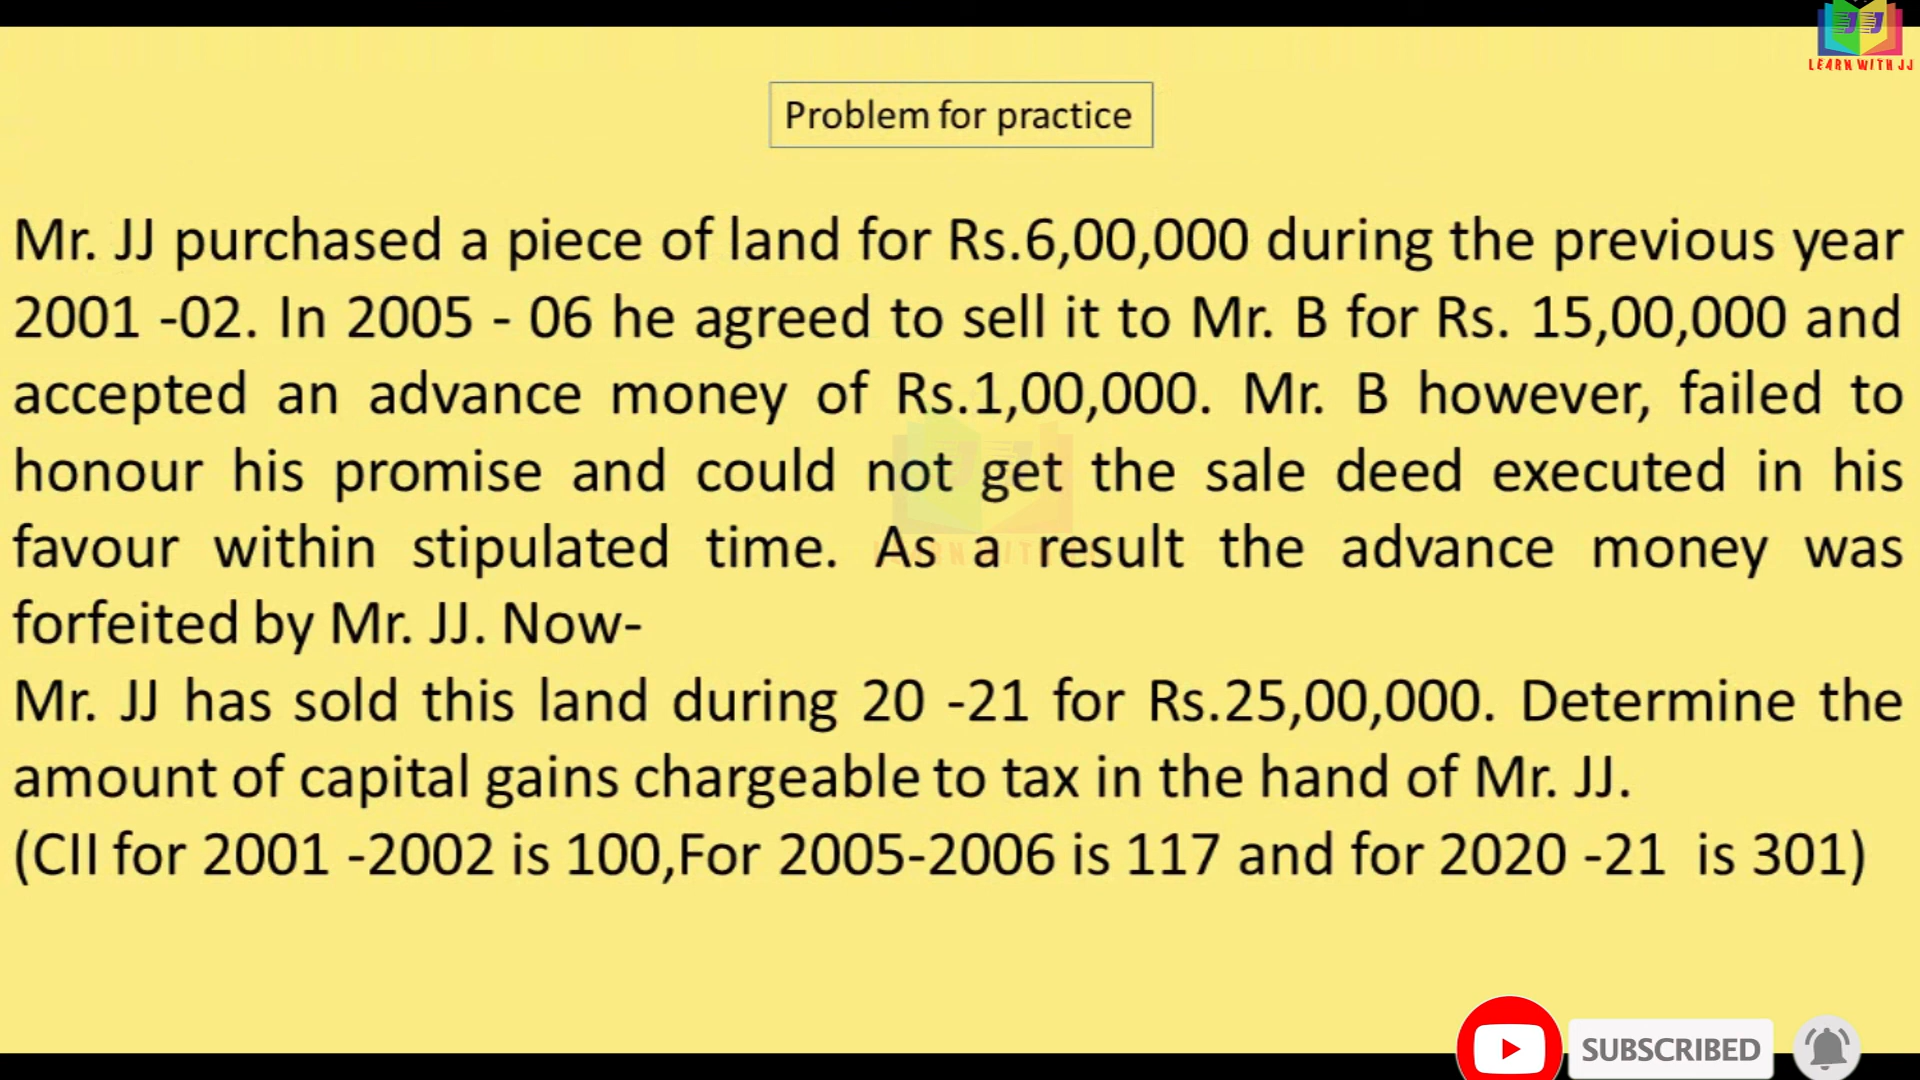 LEARN WITH JJ
Problem for practice
Mr. JJ purchased a piece of land for Rs.6,00,000 during the previous year
2001 -02. In 2005 - 06 he agreed to sell it to Mr. B for Rs. 15,00,000 and
accepted an advance money of Rs.1,00,000. Mr. B however, failed to
honour his promise and could not get the sale deed executed in his
favour within stipulated time. As a result the advance money was
forfeited by Mr. JJ. Now-
Mr. JJ has sold this land during 20 -21 for Rs.25,00,000. Determine the
amount of capital gains chargeable to tax in the hand of Mr. JJ.
(CII for 2001 -2002 is 100,For 2005-2006 is 117 and for 2020 -21 is 301)
SUBSCRIBED